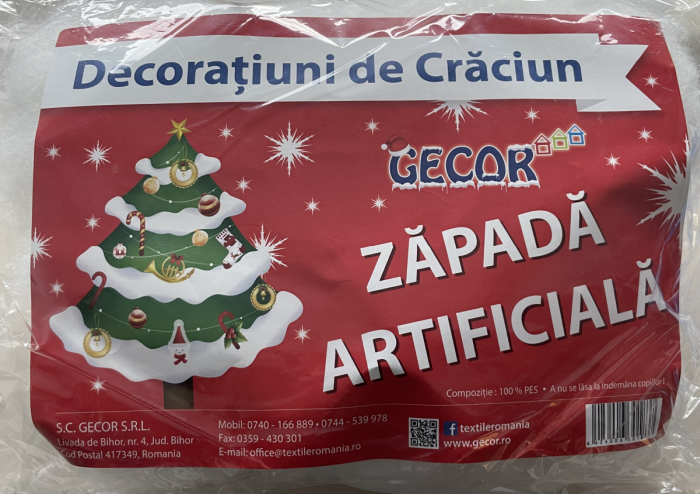 Decorațiuni de Crăciun
GECOR
ZĂPADĂ
ARTIFICIALĂ
Compoziție : 100 % PES • A nu se lăsa la îndemâna copiilor!
S.C. GECOR S.R.L.
Livada de Bihor, nr. 4, Jud. Bihor
Cod Postal 417349, Romania
Mobil: 0740 - 166 889 • 0744 - 539 978
Fax: 0359 - 430 301
E-mail: office@textileromania.ro
f textileromania
www.gecor.ro